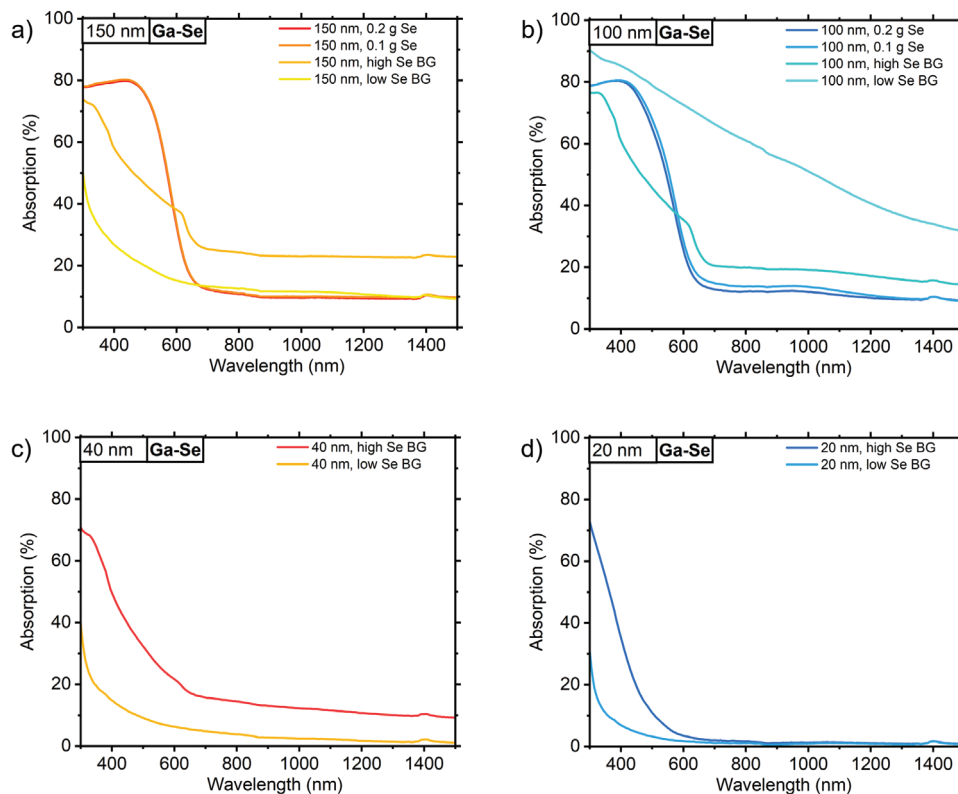 a)
150 nm Ga-Se
150 nm, 0.2 g Se
150 nm, 0.1 g Se
150 nm, high Se BG
150 nm, low Se BG
100
80
60
40
20
0
Absorption (%)
400 600 800 1000 1200 1400
Wavelength (nm)
b)
100 nm Ga-Se
100 nm, 0.2 g Se
100 nm, 0.1 g Se
100 nm, high Se BG
100 nm, low Se BG
100
80
60
40
20
0
Absorption (%)
400 600 800 1000 1200 1400
Wavelength (nm)
c)
40 nm Ga-Se
40 nm, high Se BG
40 nm, low Se BG
100
80
60
40
20
0
Absorption (%)
400 600 800 1000 1200 1400
Wavelength (nm)
d)
20 nm Ga-Se
20 nm, high Se BG
20 nm, low Se BG
100
80
60
40
20
0
Absorption (%)
400 600 800 1000 1200 1400
Wavelength (nm)